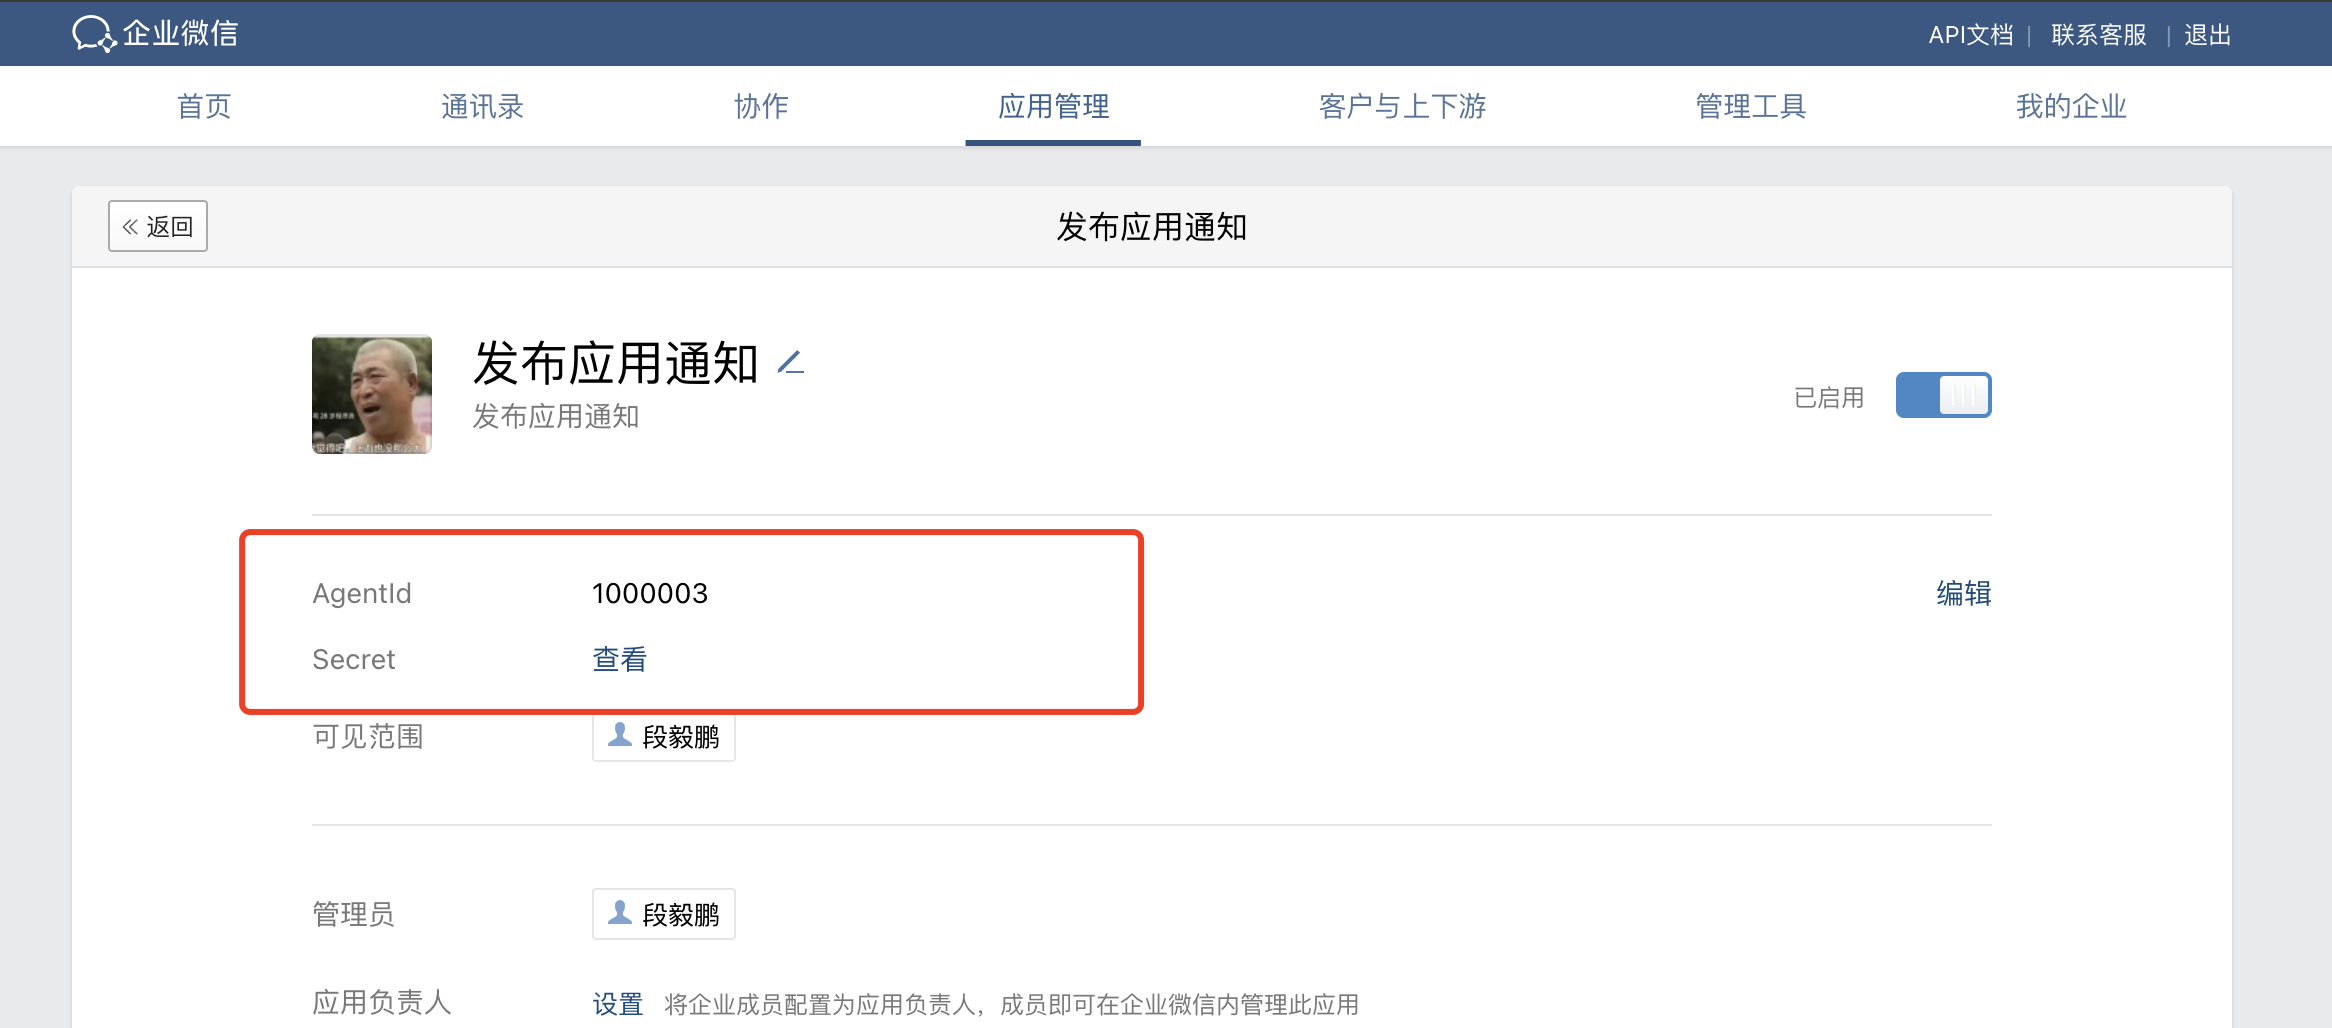 企业微信
API文档 | 联系客服 | 退出
首页 通讯录 协作 应用管理 客户与上下游 管理工具 我的企业
« 返回 发布应用通知
发布应用通知
发布应用通知
已启用
AgentId 1000003 编辑
Secret 查看
可见范围 段毅鹏
管理员 段毅鹏
应用负责人 设置 将企业成员配置为应用负责人，成员即可在企业微信内管理此应用